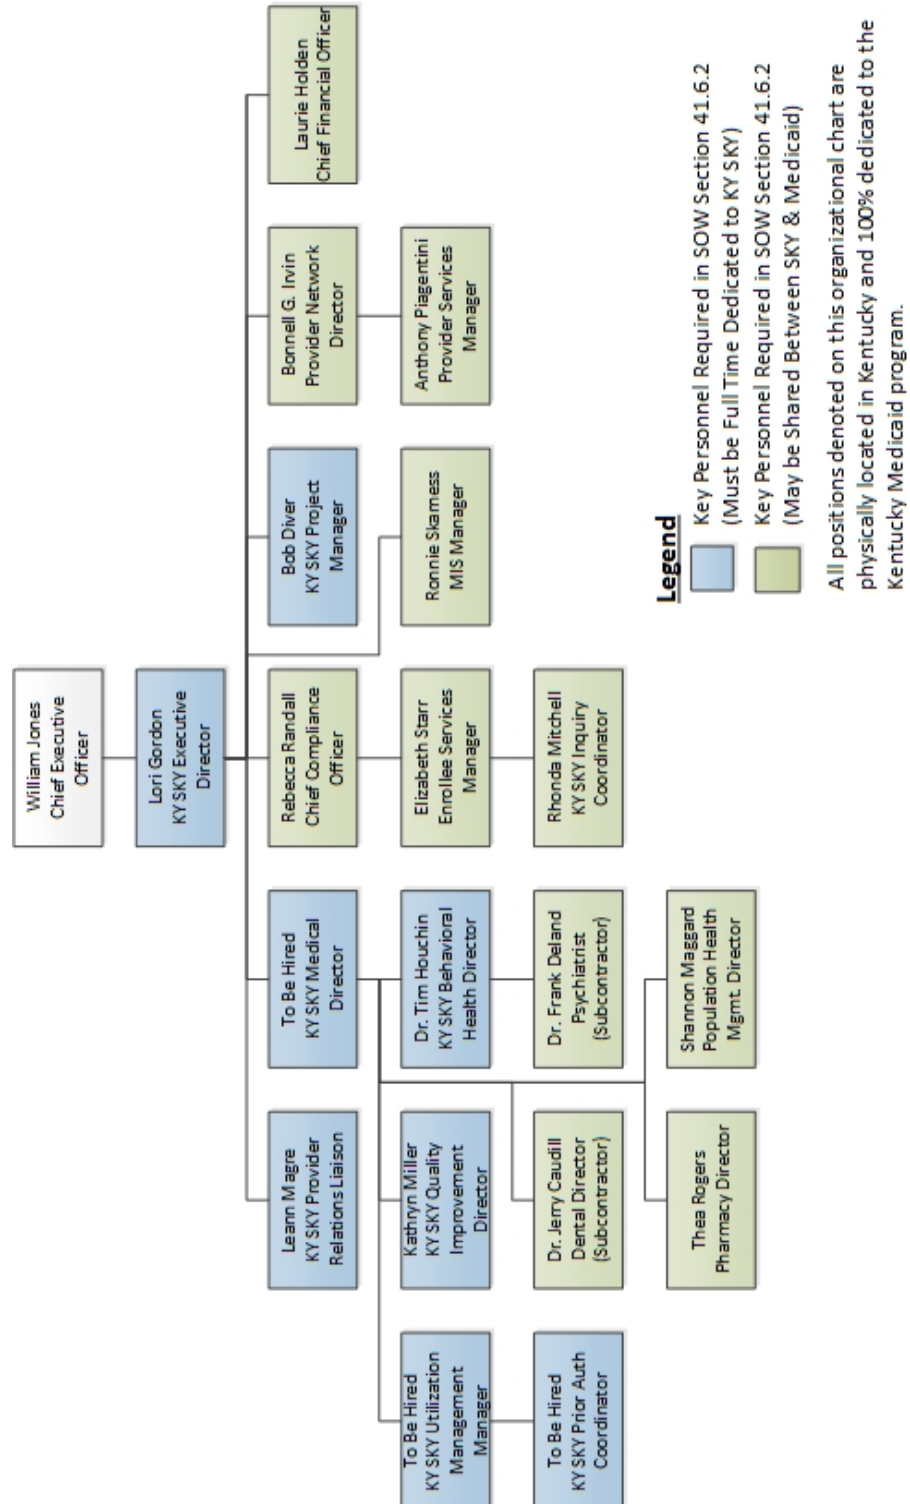 William Jones
Chief Executive
Officer
Lori Gordon
KY SKY Executive
Director
Leann Magre
KY SKY Provider
Relations Liaison
To Be Hired
KY SKY Medical
Director
Rebecca Randall
Chief Compliance
Officer
Bob Diver
KY SKY Project
Manager
Bonnell G. Irvin
Provider Network
Director
Laurie Holden
Chief Financial Officer
To Be Hired
KY SKY Utilization
Management
Manager
Kathryn Miller
KY SKY Quality
Improvement
Director
Dr. Tim Houchin
KY SKY Behavioral
Health Director
Elizabeth Starr
Enrollee Services
Manager
Ronnie Skamess
MIS Manager
Anthony Piagentini
Provider Services
Manager
To Be Hired
KY SKY Prior Auth
Coordinator
Dr. Jerry Caudill
Dental Director
(Subcontractor)
Dr. Frank Deland
Psychiatrist
(Subcontractor)
Rhonda Mitchell
KY SKY Inquiry
Coordinator
Thea Rogers
Pharmacy Director
Shannon Maggard
Population Health
Mgmt. Director
Legend
Key Personnel Required in SOW Section 41.6.2
(Must be Full Time Dedicated to KY SKY)
Key Personnel Required in SOW Section 41.6.2
(May be Shared Between SKY & Medicaid)
All positions denoted on this organizational chart are
physically located in Kentucky and 100% dedicated to the
Kentucky Medicaid program.